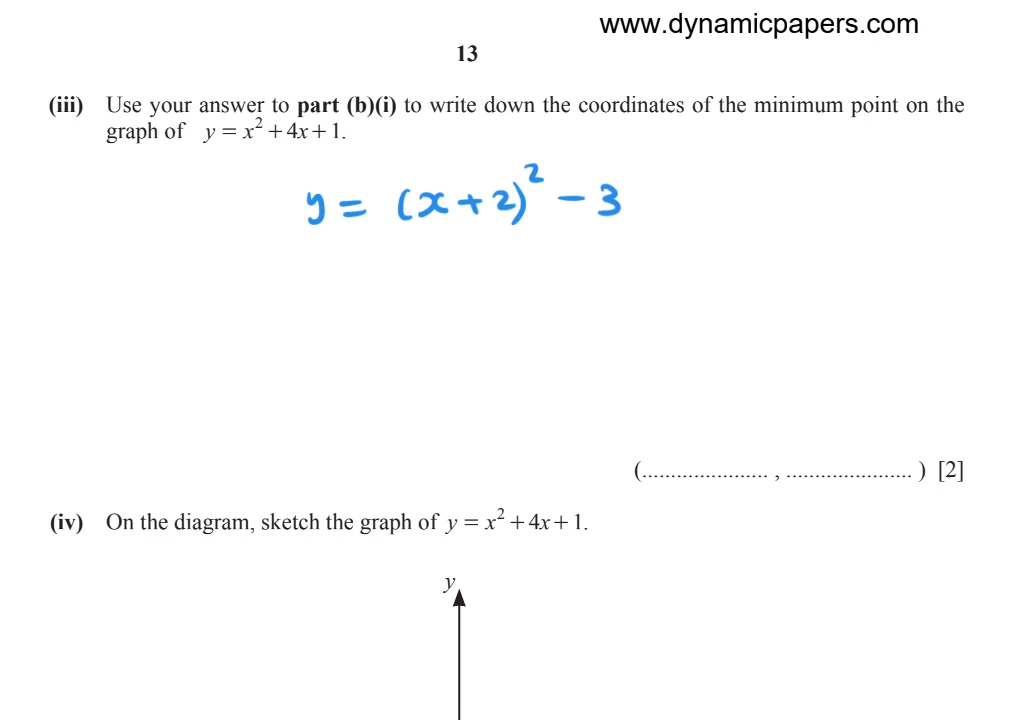 www.dynamicpapers.com
13
(iii) Use your answer to part (b)(i) to write down the coordinates of the minimum point on the
graph of y = x² + 4x + 1.
y = (x + 2)² − 3
(...................... , ...................... ) [2]
(iv) On the diagram, sketch the graph of y = x² + 4x + 1.
y